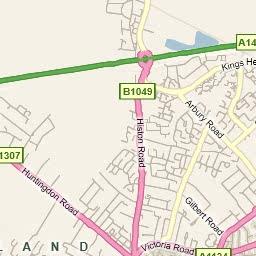 A14
Kings He
B1049
Arbury Road
Histon Road
1307
Huntingdon Road
Gilbert Road
L A N D
Victoria Road
A1134